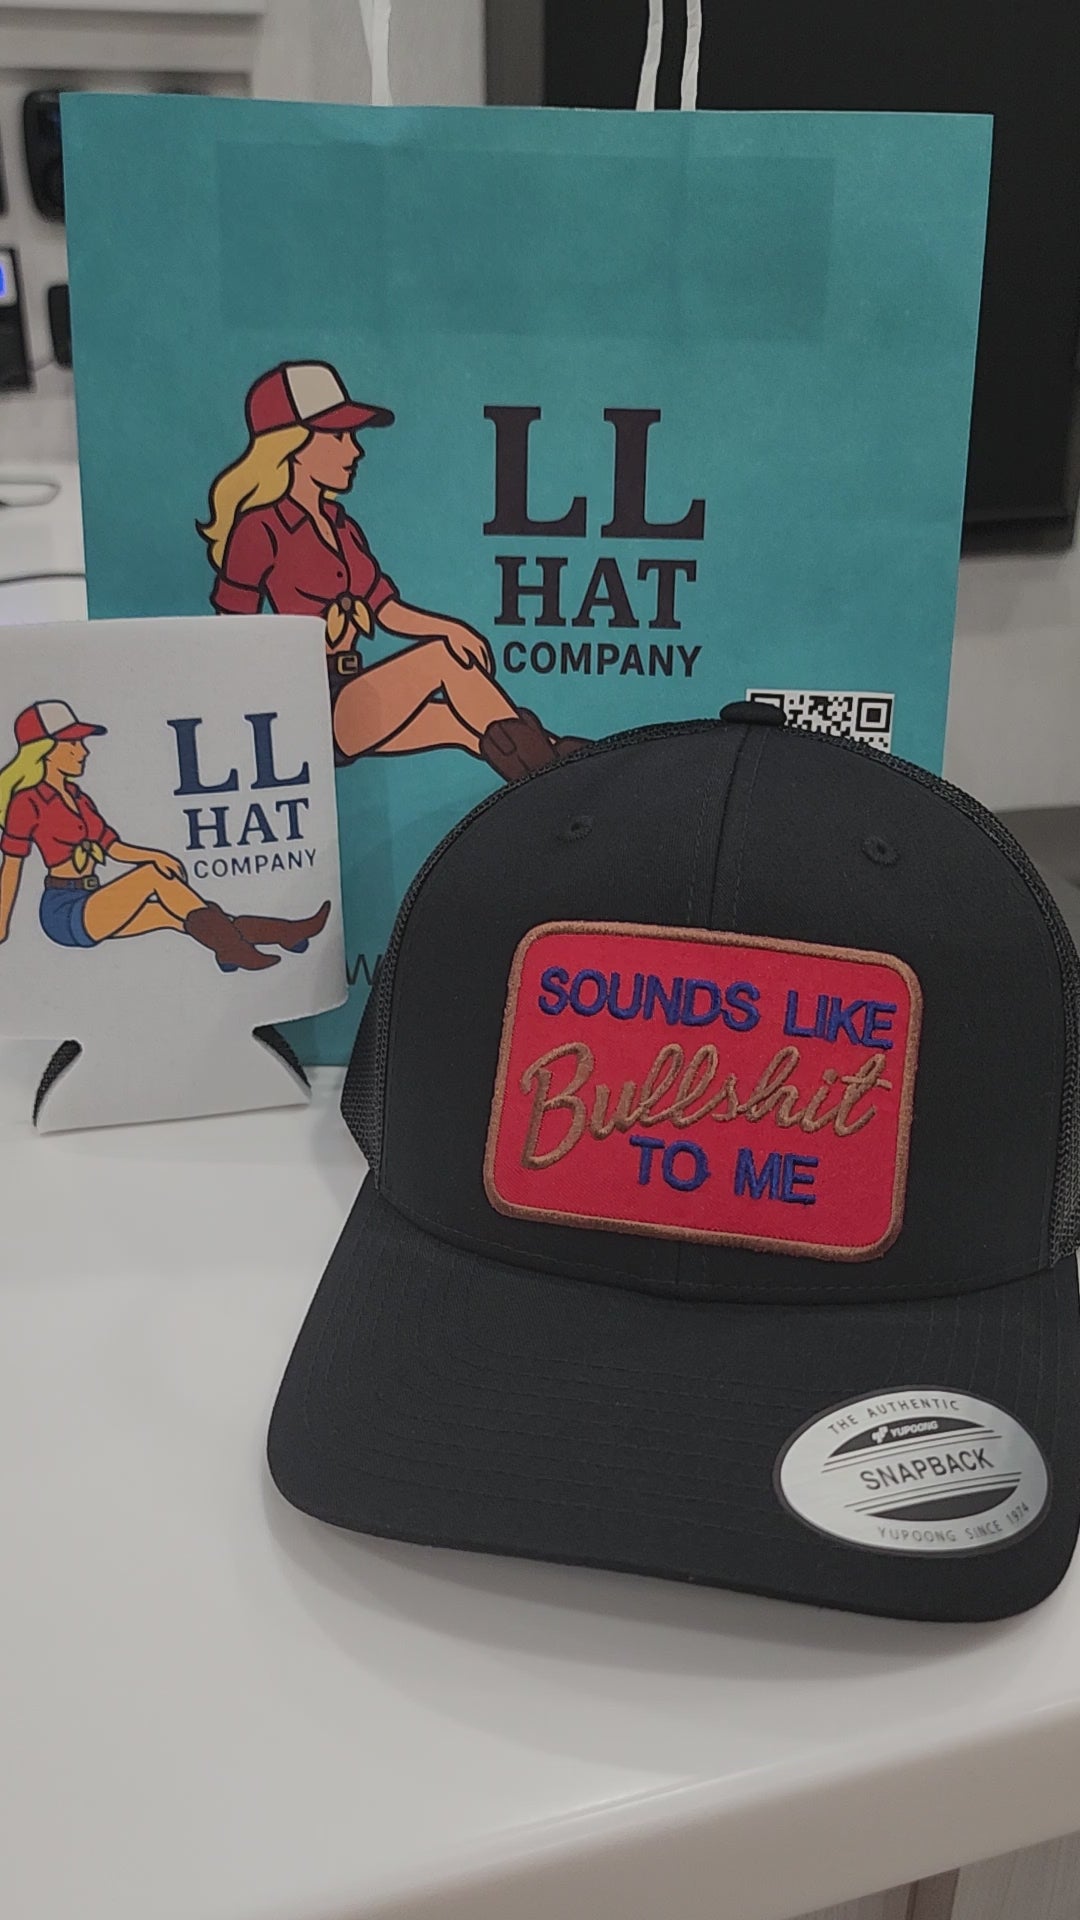 LL
HAT
COMPANY
LL
HAT
COMPANY
SOUNDS LIKE
Bullshit
TO ME
THE AUTHENTIC
YUPOONG
SNAPBACK
YUPOONG SINCE 1974